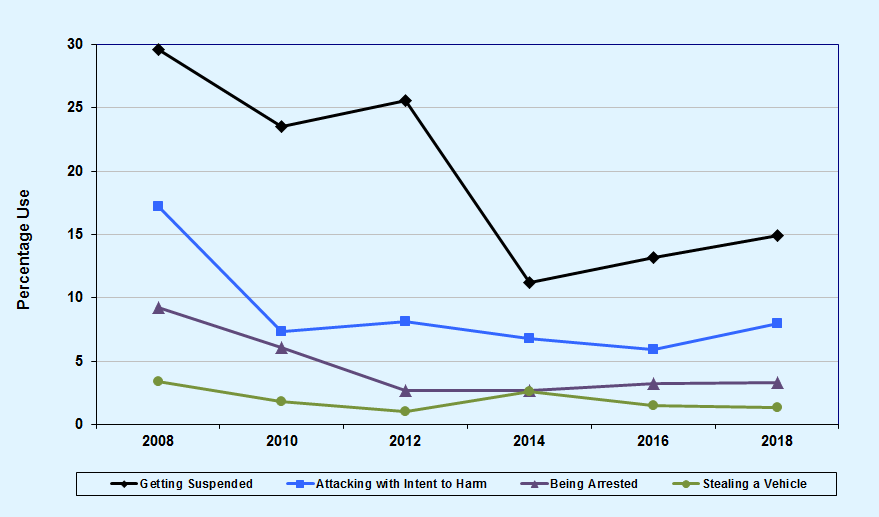 30
25
20
15
10
5
0
Percentage Use
2008 2010 2012 2014 2016 2018
Getting Suspended Attacking with Intent to Harm Being Arrested Stealing a Vehicle